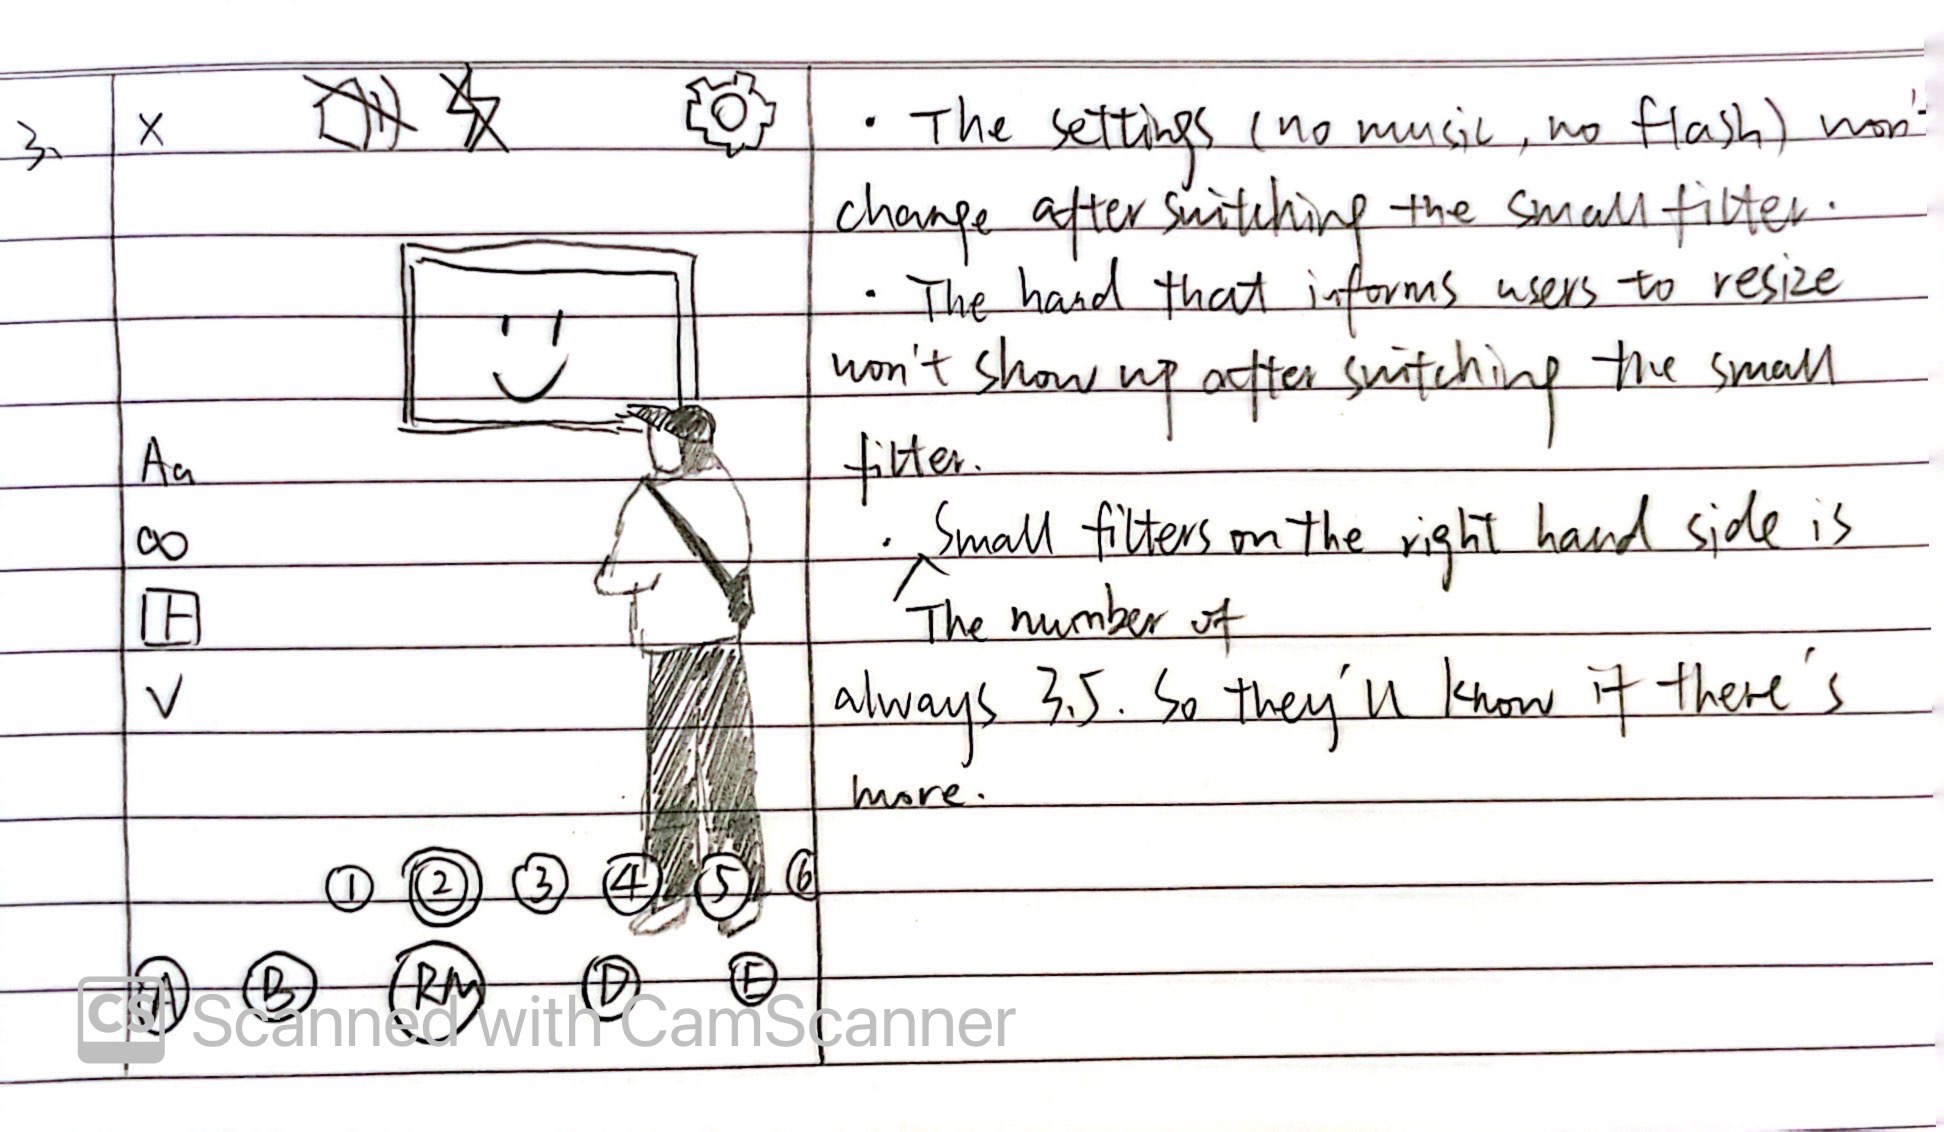 3.
X
• The settings (no music, no flash) won't
change after switching the small filter.
• The hand that informs users to resize
won't show up after switching the small
filter.
Aa
∞
• Small filters on the right hand side is
The number of
always 3.5. So they'll know if there's
more.
1 2 3 4 5 6
A B RM D E
CS Scanned with CamScanner